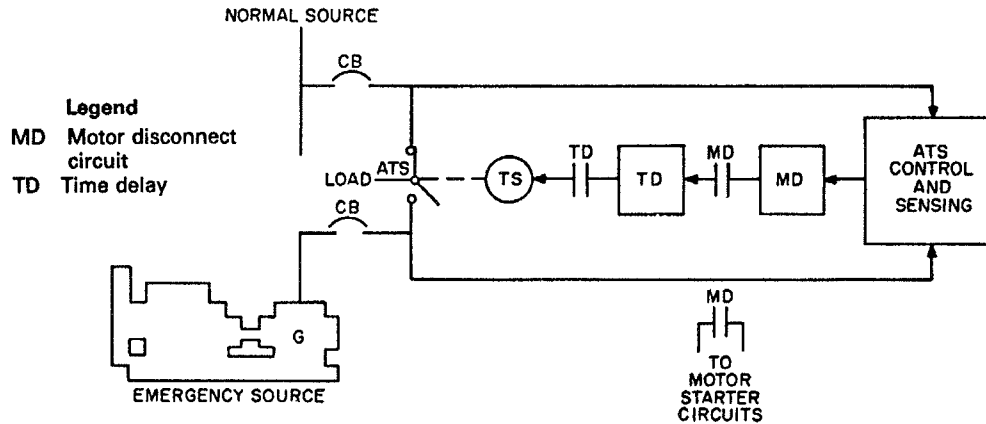 NORMAL SOURCE
CB
Legend
MD Motor disconnect
circuit
TD Time delay
LOAD ATS
TS
TD
TD
MD
MD
ATS
CONTROL
AND
SENSING
CB
G
EMERGENCY SOURCE
MD
TO
MOTOR
STARTER
CIRCUITS